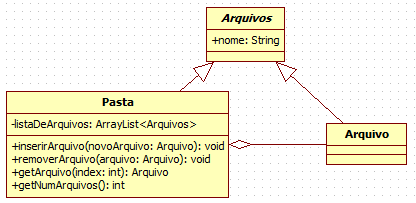 Arquivos
+nome: String
Pasta
-listaDeArquivos: ArrayList<Arquivos>
+inserirArquivo(novoArquivo: Arquivo): void
+removerArquivo(arquivo: Arquivo): void
+getArquivo(index: int): Arquivo
+getNumArquivos(): int
Arquivo